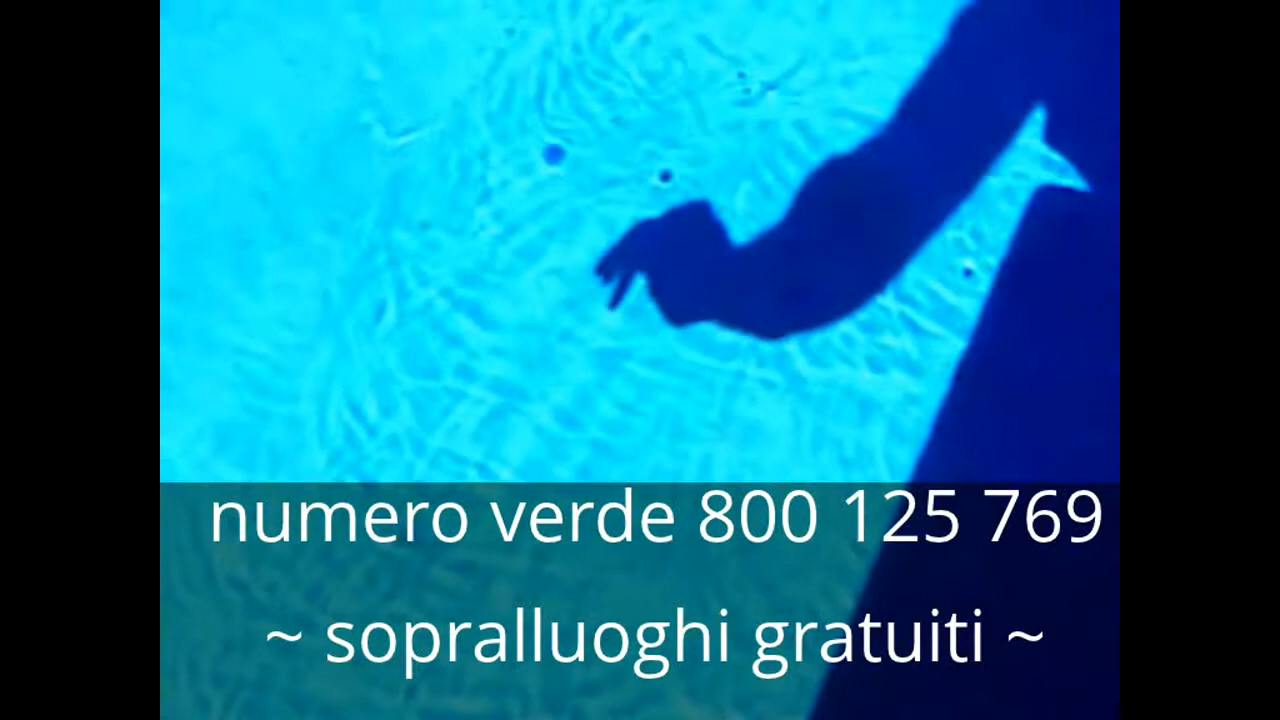 numero verde 800 125 769
~ sopralluoghi gratuiti ~